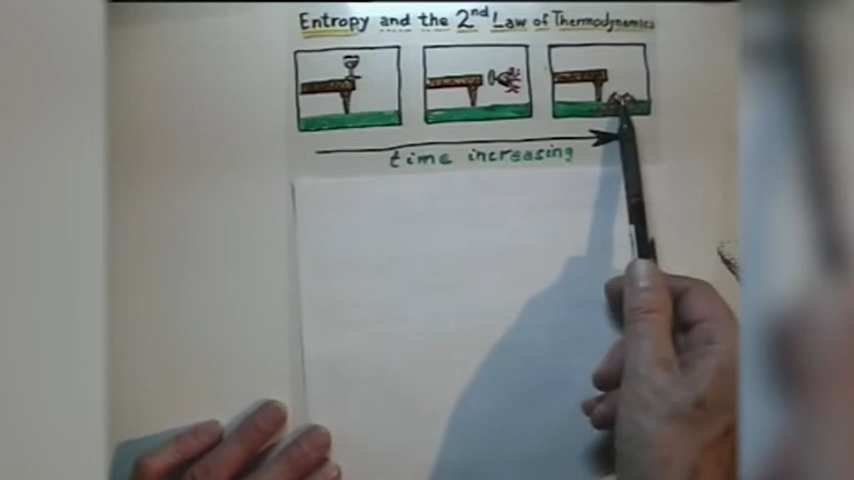 Entropy and the 2nd Law of Thermodynamics
time increasing